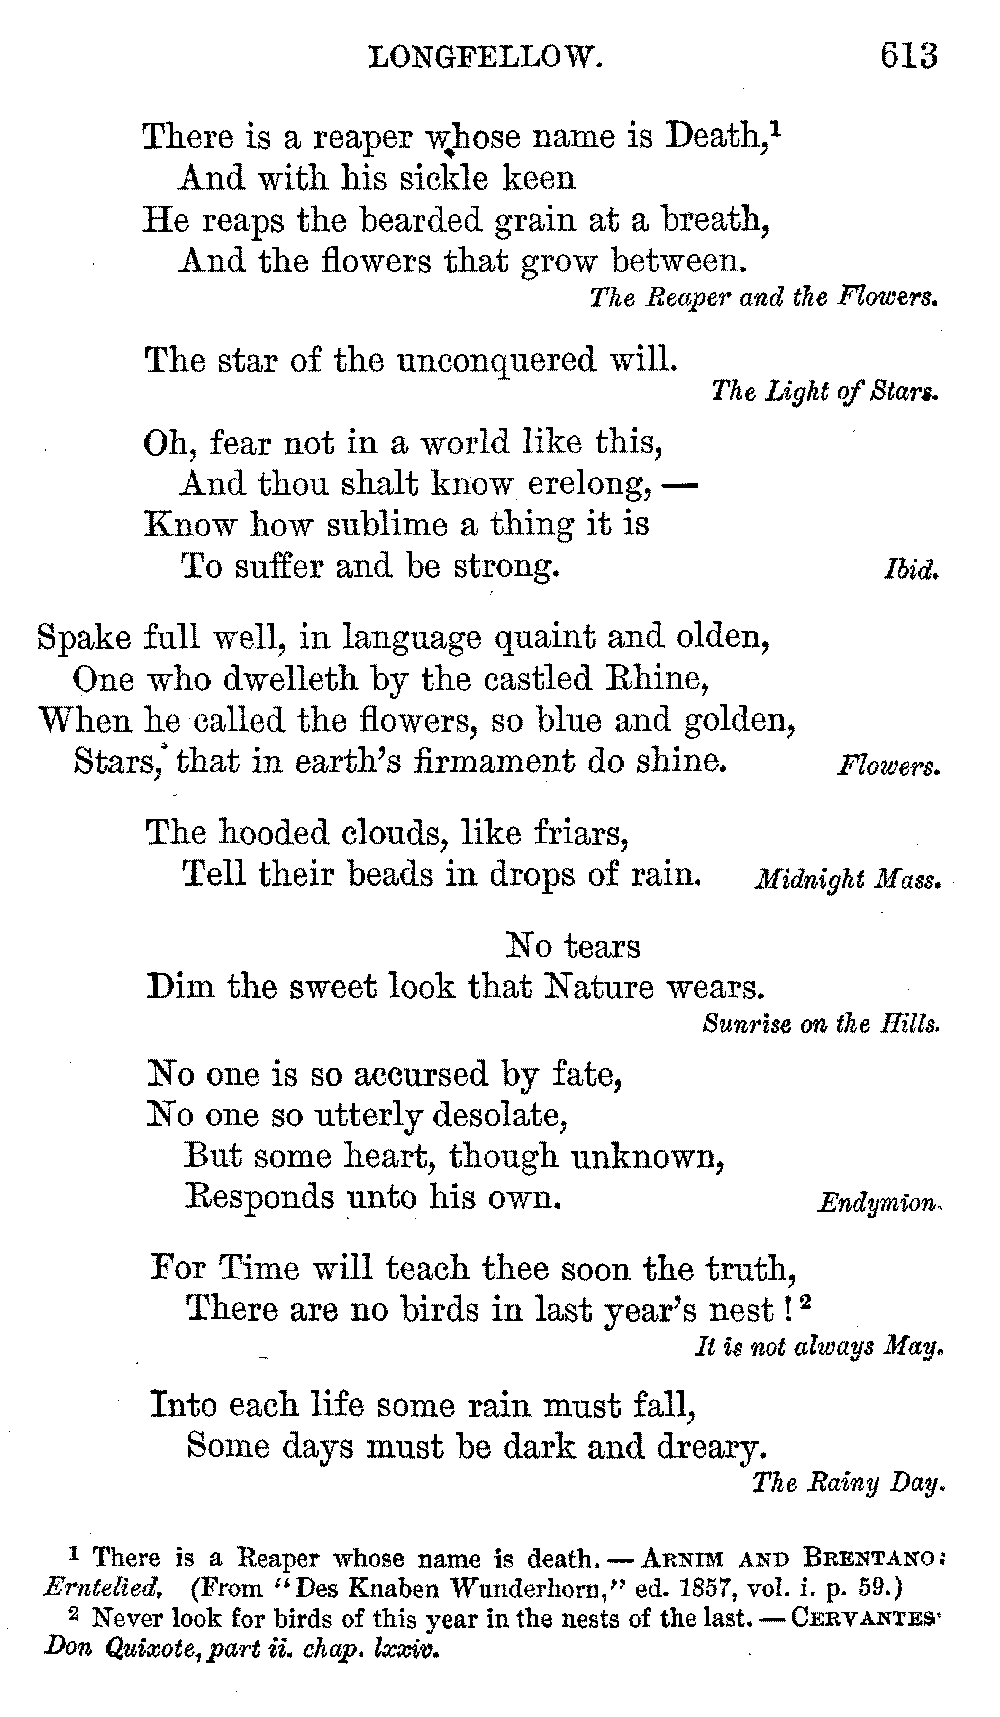 LONGFELLOW. 613
There is a reaper whose name is Death,¹
And with his sickle keen
He reaps the bearded grain at a breath,
And the flowers that grow between.
The Reaper and the Flowers.
The star of the unconquered will.
The Light of Stars.
Oh, fear not in a world like this,
And thou shalt know erelong, —
Know how sublime a thing it is
To suffer and be strong. Ibid.
Spake full well, in language quaint and olden,
One who dwelleth by the castled Rhine,
When he called the flowers, so blue and golden,
Stars, that in earth's firmament do shine. Flowers.
The hooded clouds, like friars,
Tell their beads in drops of rain. Midnight Mass.
No tears
Dim the sweet look that Nature wears.
Sunrise on the Hills.
No one is so accursed by fate,
No one so utterly desolate,
But some heart, though unknown,
Responds unto his own. Endymion.
For Time will teach thee soon the truth,
There are no birds in last year's nest!²
It is not always May.
Into each life some rain must fall,
Some days must be dark and dreary.
The Rainy Day.
¹ There is a Reaper whose name is death. — ARNIM AND BRENTANO:
Erntelied. (From "Des Knaben Wunderhorn," ed. 1857, vol. i. p. 59.)
² Never look for birds of this year in the nests of the last. — CERVANTES'
Don Quixote, part ii. chap. lxxiv.